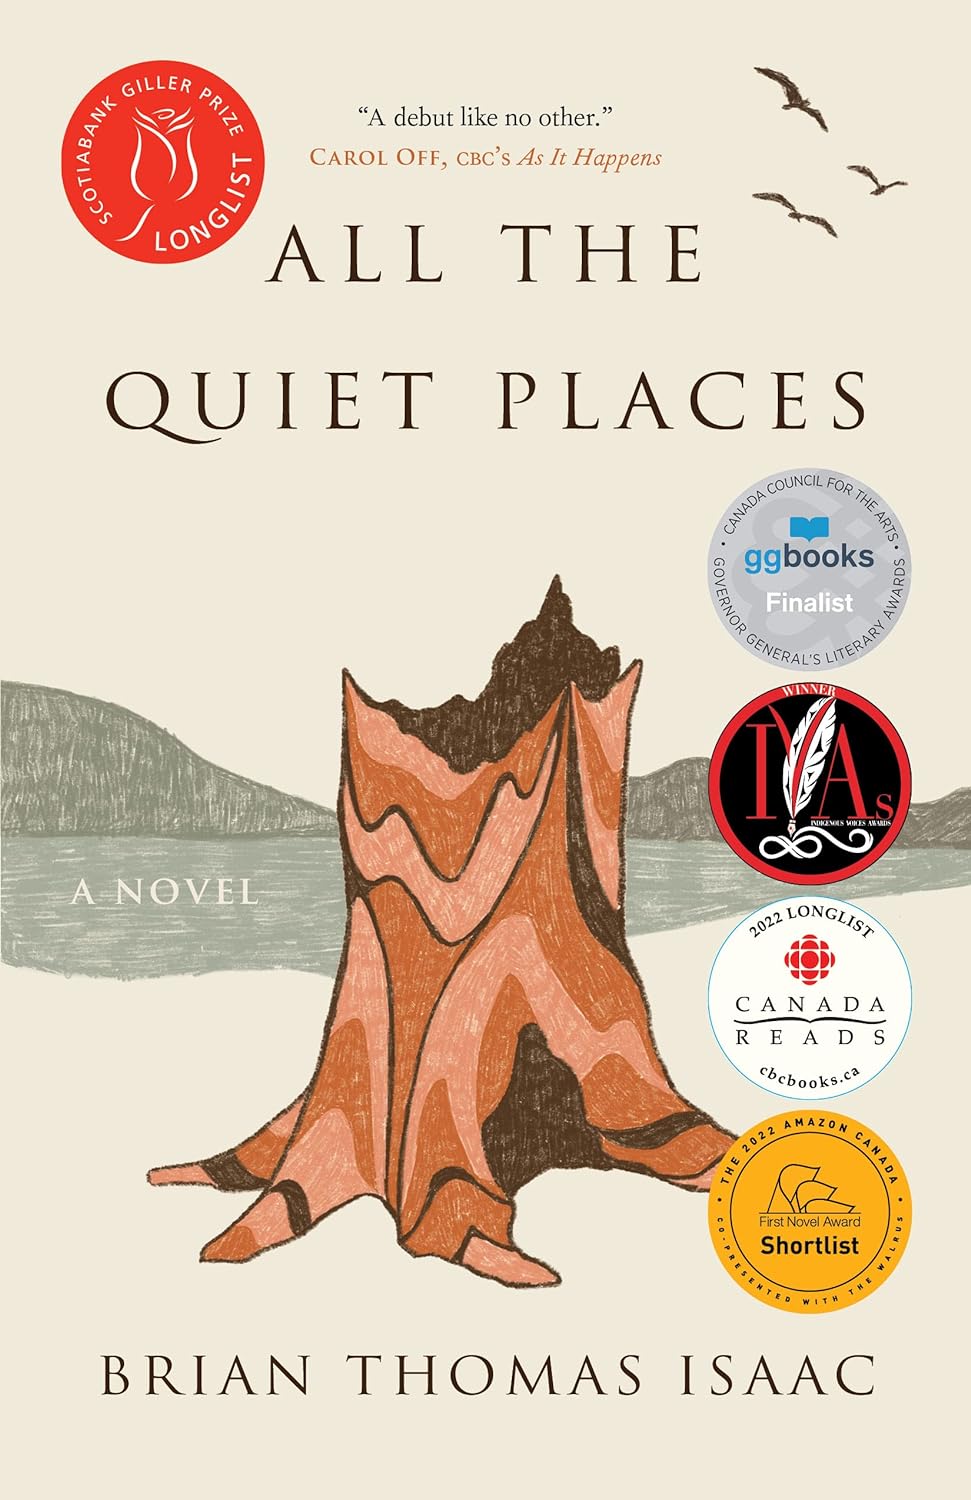 SCOTIABANK GILLER PRIZE
LONGLIST
“A debut like no other.”
CAROL OFF, CBC’S As It Happens
ALL THE
QUIET PLACES
CANADA COUNCIL FOR THE ARTS
ggbooks
Finalist
GOVERNOR GENERAL'S LITERARY AWARDS
WINNER
IVAs
INDIGENOUS VOICES AWARDS
A NOVEL
2022 LONGLIST
CANADA
READS
cbcbooks.ca
THE 2022 AMAZON CANADA
First Novel Award
Shortlist
CO-PRESENTED WITH THE WALRUS
BRIAN THOMAS ISAAC